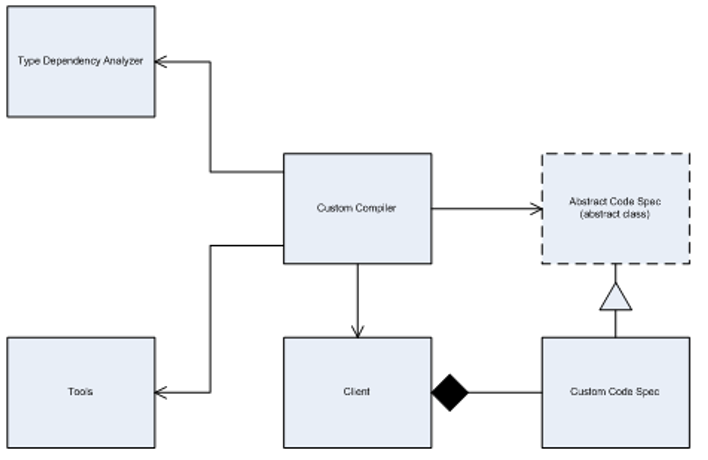 Type Dependency Analyzer
Custom Compiler
Abstract Code Spec
(abstract class)
Tools
Client
Custom Code Spec